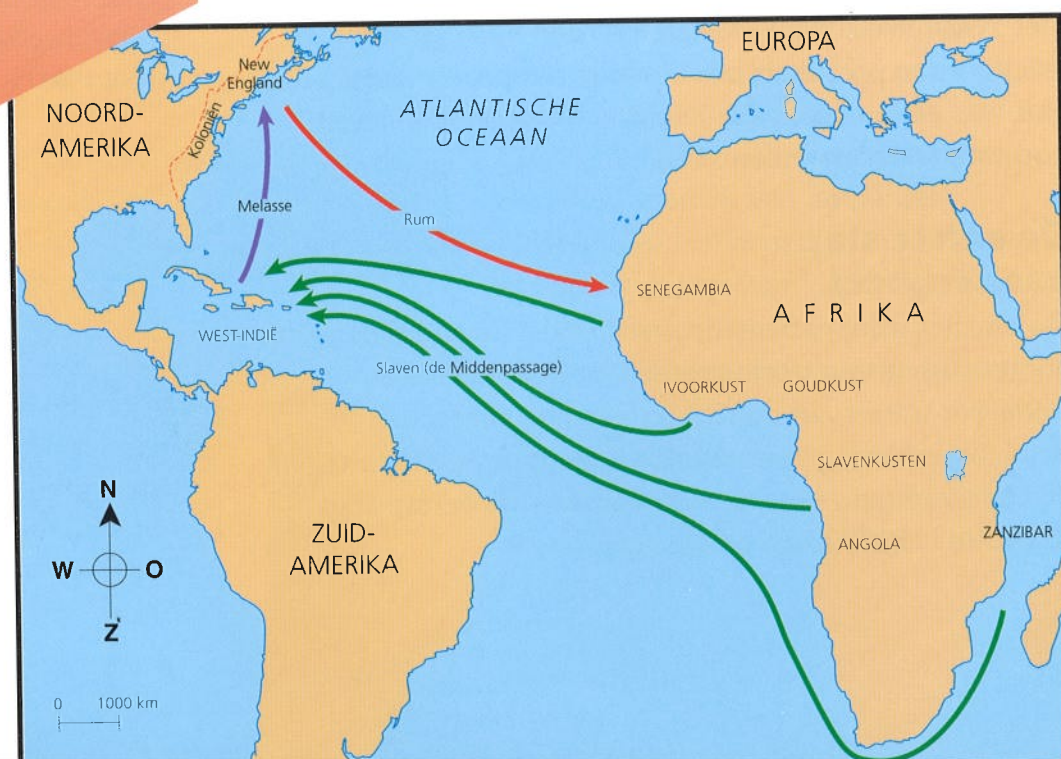 New
England
EUROPA
NOORD-
AMERIKA
ATLANTISCHE
OCEAAN
Koloniën
Melasse
Rum
SENEGAMBIA
AFRIKA
WEST-INDIË
Slaven (de Middenpassage)
IVOORKUST
GOUDKUST
SLAVENKUSTEN
N
W
O
Z
ZUID-
AMERIKA
ANGOLA
ZANZIBAR
0 1000 km